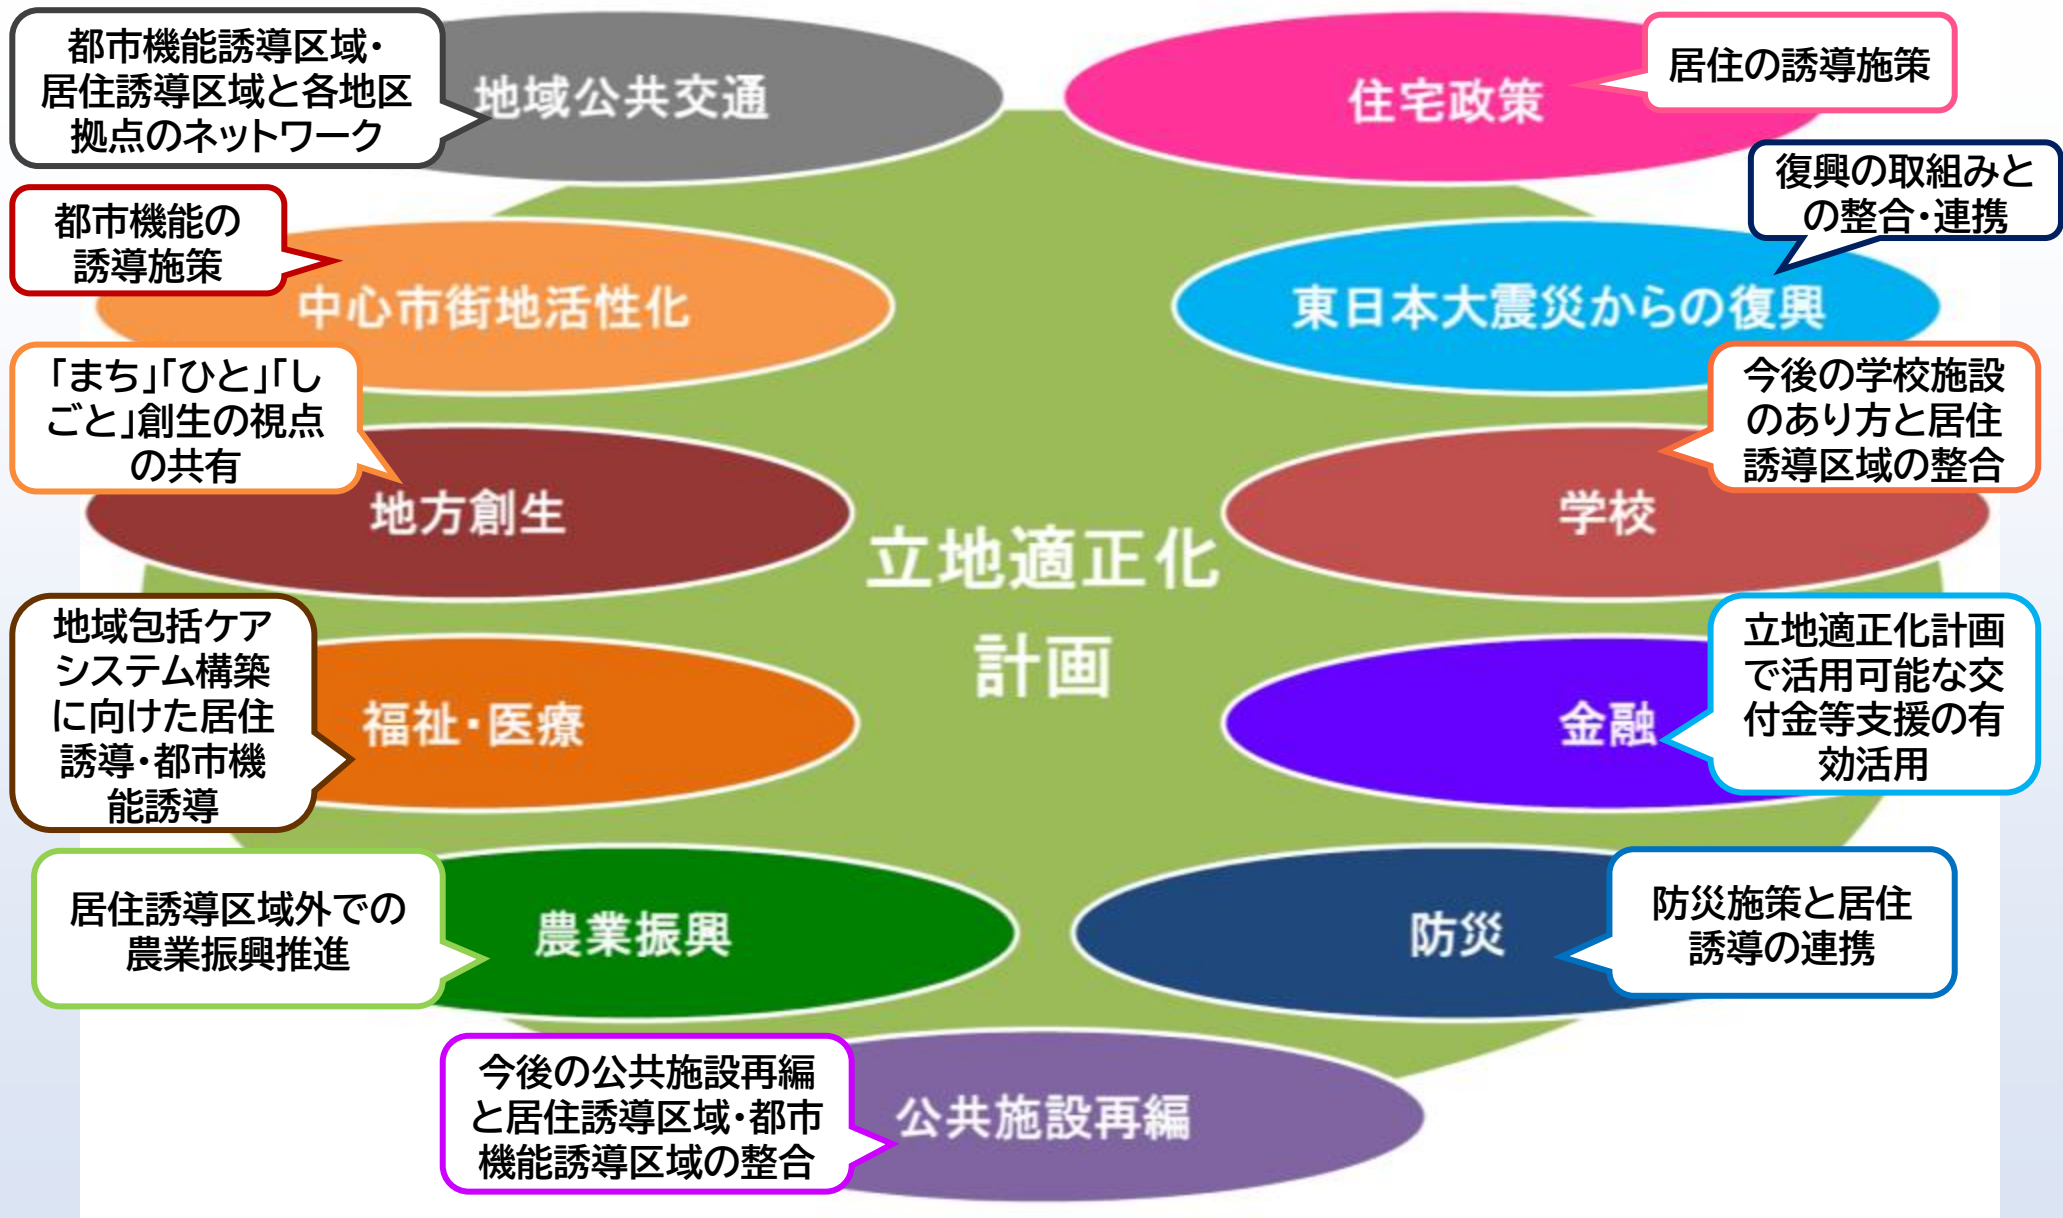 都市機能誘導区域・
居住誘導区域と各地区
拠点のネットワーク
地域公共交通
住宅政策
居住の誘導施策
都市機能の
誘導施策
中心市街地活性化
復興の取組みと
の整合・連携
東日本大震災からの復興
「まち」「ひと」「し
ごと」創生の視点
の共有
地方創生
今後の学校施設
のあり方と居住
誘導区域の整合
学校
立地適正化
計画
地域包括ケア
システム構築
に向けた居住
誘導・都市機
能誘導
福祉・医療
立地適正化計画
で活用可能な交
付金等支援の有
効活用
金融
居住誘導区域外での
農業振興推進
農業振興
防災施策と居住
誘導の連携
防災
今後の公共施設再編
と居住誘導区域・都市
機能誘導区域の整合
公共施設再編